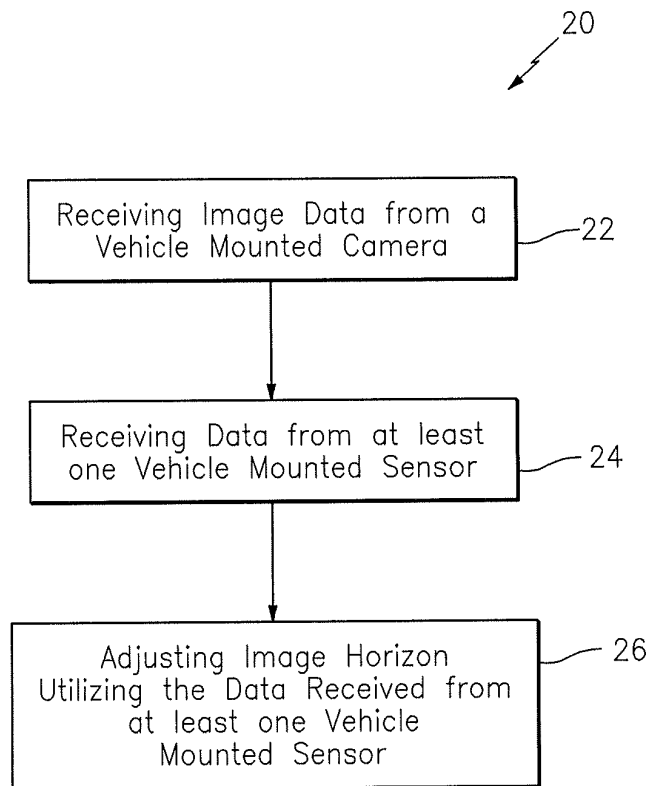 20
Receiving Image Data from a
Vehicle Mounted Camera
22
Receiving Data from at least
one Vehicle Mounted Sensor
24
Adjusting Image Horizon
Utilizing the Data Received from
at least one Vehicle
Mounted Sensor
26